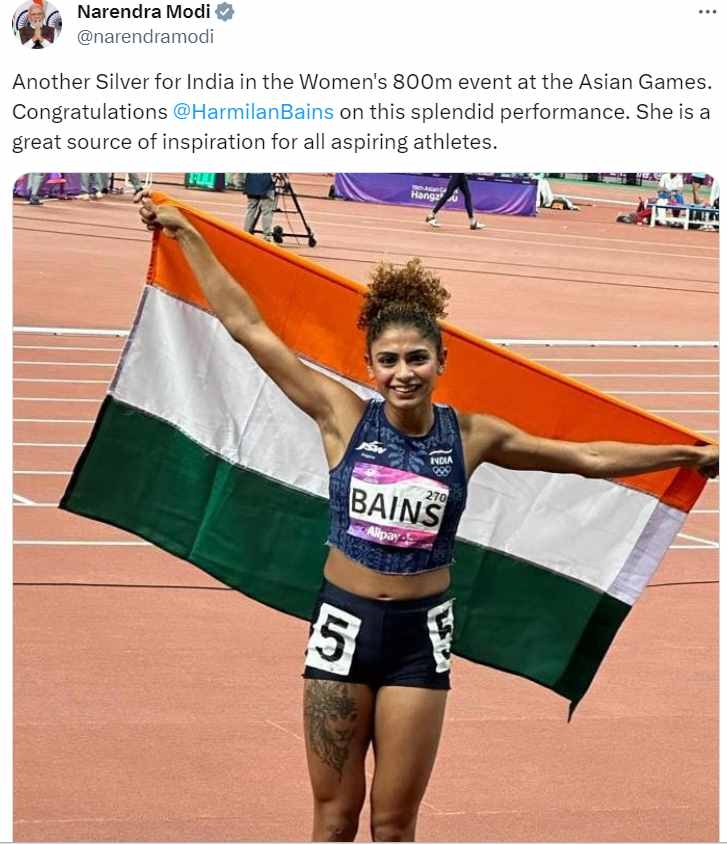 Narendra Modi
@narendramodi
Another Silver for India in the Women's 800m event at the Asian Games.
Congratulations @HarmilanBains on this splendid performance. She is a
great source of inspiration for all aspiring athletes.
JSW
INDIA
270
BAINS
Alipay
5
5